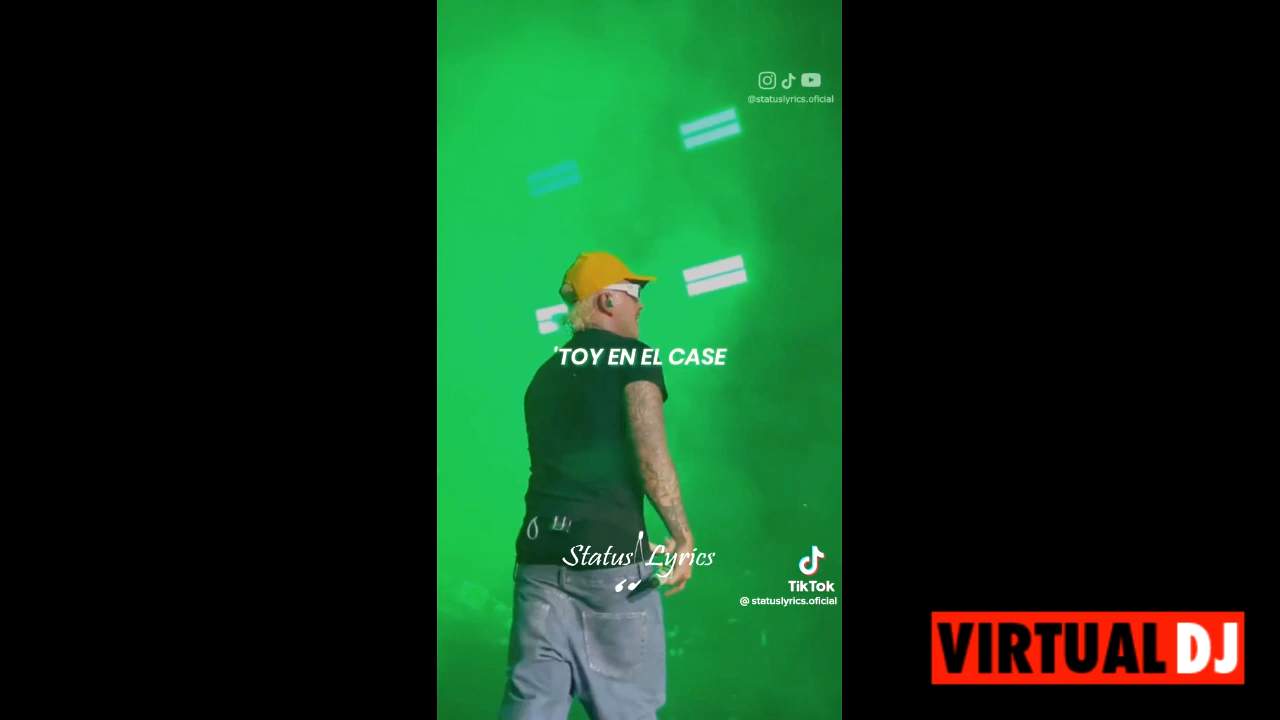 @statuslyrics.oficial
'TOY EN EL CASE
Status Lyrics
TikTok
@ statuslyrics.oficial
VIRTUAL DJ